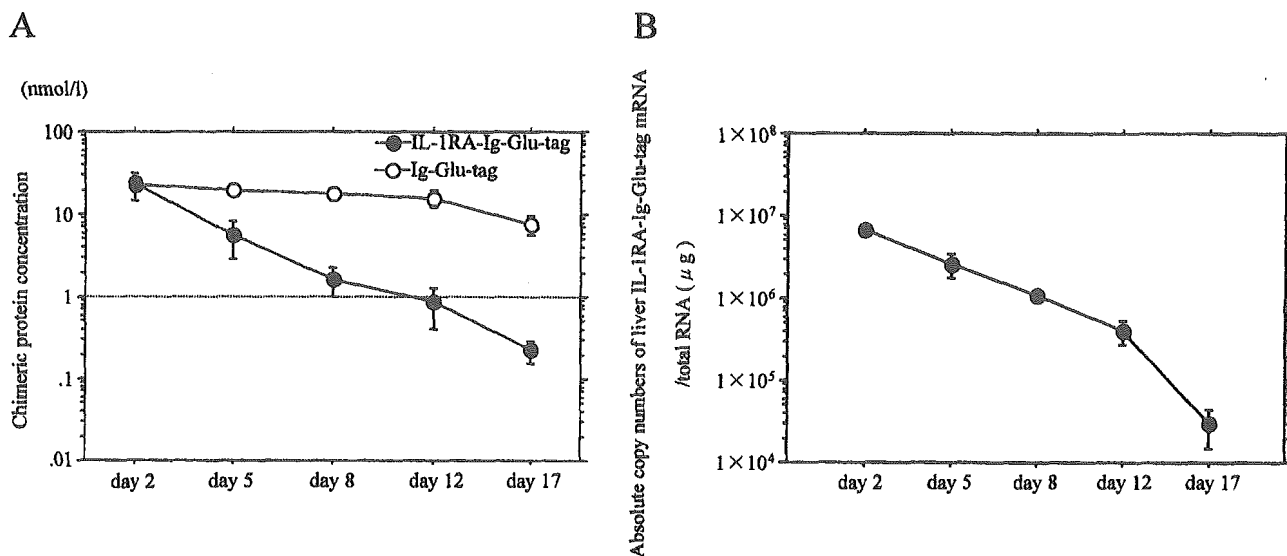 A
(nmol/l)
Chimeric protein concentration
100
10
1
.1
.01
IL-1RA-Ig-Glu-tag
Ig-Glu-tag
day 2 day 5 day 8 day 12 day 17
B
Absolute copy numbers of liver IL-1RA-Ig-Glu-tag mRNA
/total RNA ( μ g )
1×10⁸
1×10⁷
1×10⁶
1×10⁵
1×10⁴
day 2 day 5 day 8 day 12 day 17